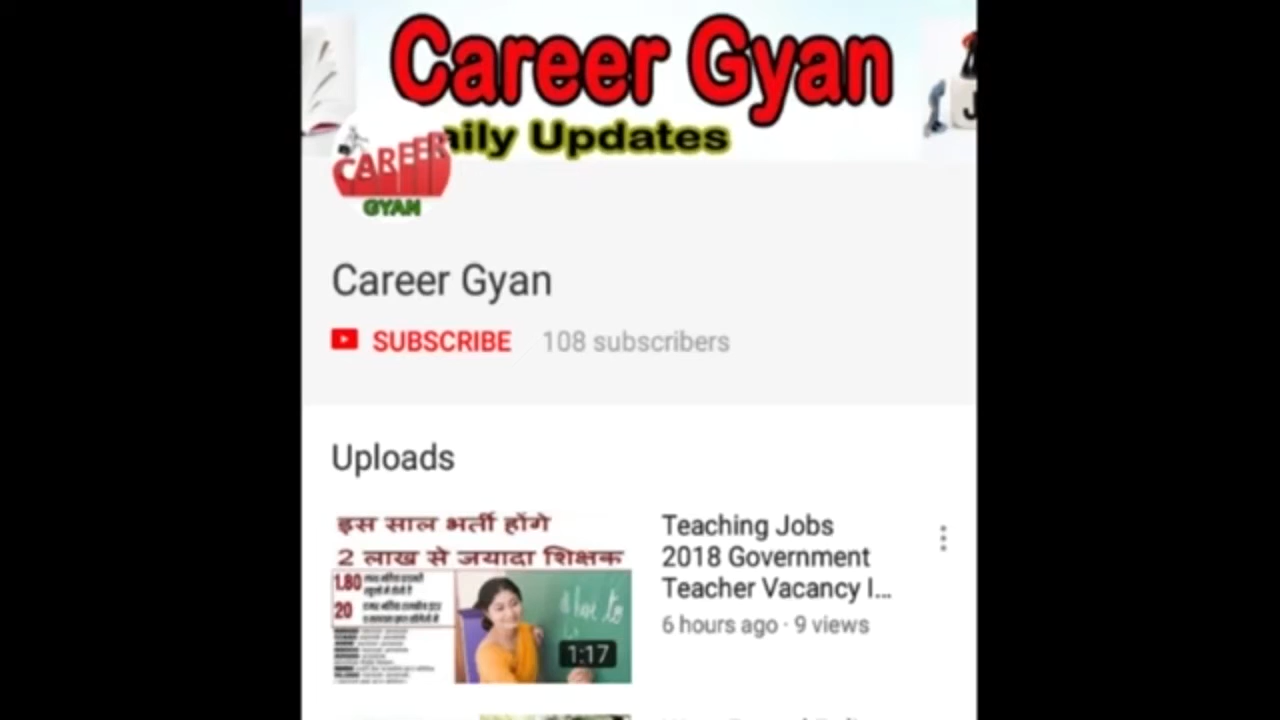 Career Gyan
aily Updates
CAREER
GYAN
Career Gyan
SUBSCRIBE 108 subscribers
Uploads
इस साल भर्ती होंगे
2 लाख से जयादा शिक्षक
1.80
20
1:17
Teaching Jobs
2018 Government
Teacher Vacancy I...
6 hours ago · 9 views